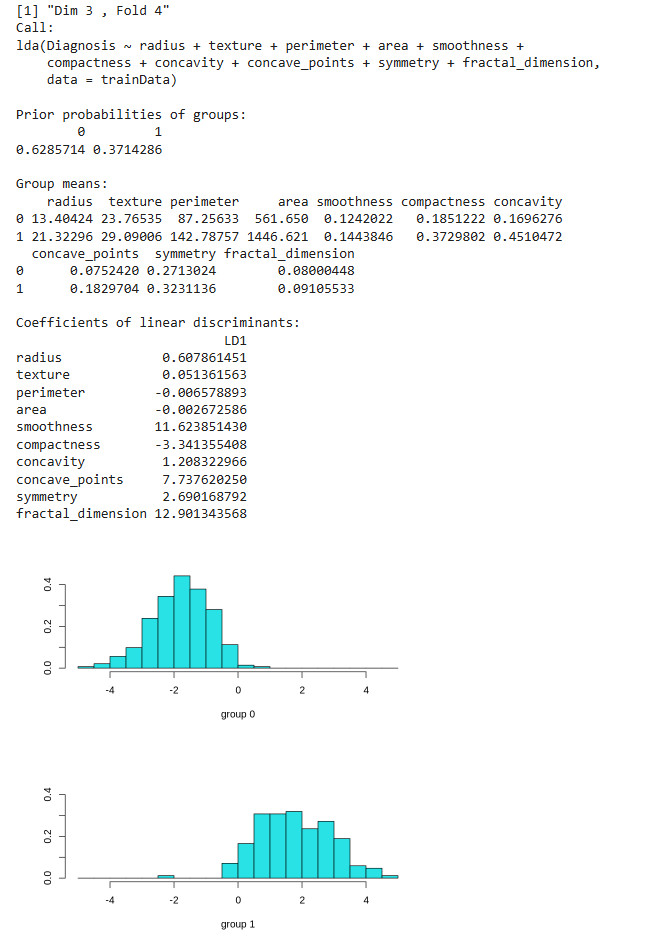 [1] "Dim 3 , Fold 4"
Call:
lda(Diagnosis ~ radius + texture + perimeter + area + smoothness +
    compactness + concavity + concave_points + symmetry + fractal_dimension,
    data = trainData)

Prior probabilities of groups:
        0         1
0.6285714 0.3714286

Group means:
    radius  texture perimeter     area smoothness compactness concavity
0 13.40424 23.76535  87.25633  561.650  0.1242022   0.1851222 0.1696276
1 21.32296 29.09006 142.78757 1446.621  0.1443846   0.3729802 0.4510472
  concave_points  symmetry fractal_dimension
0      0.0752420 0.2713024        0.08000448
1      0.1829704 0.3231136        0.09105533

Coefficients of linear discriminants:
                           LD1
radius             0.607861451
texture            0.051361563
perimeter         -0.006578893
area              -0.002672586
smoothness        11.623851430
compactness       -3.341355408
concavity          1.208322966
concave_points     7.737620250
symmetry           2.690168792
fractal_dimension 12.901343568
0.4
0.2
0.0
-4 -2 0 2 4
group 0
0.4
0.2
0.0
-4 -2 0 2 4
group 1